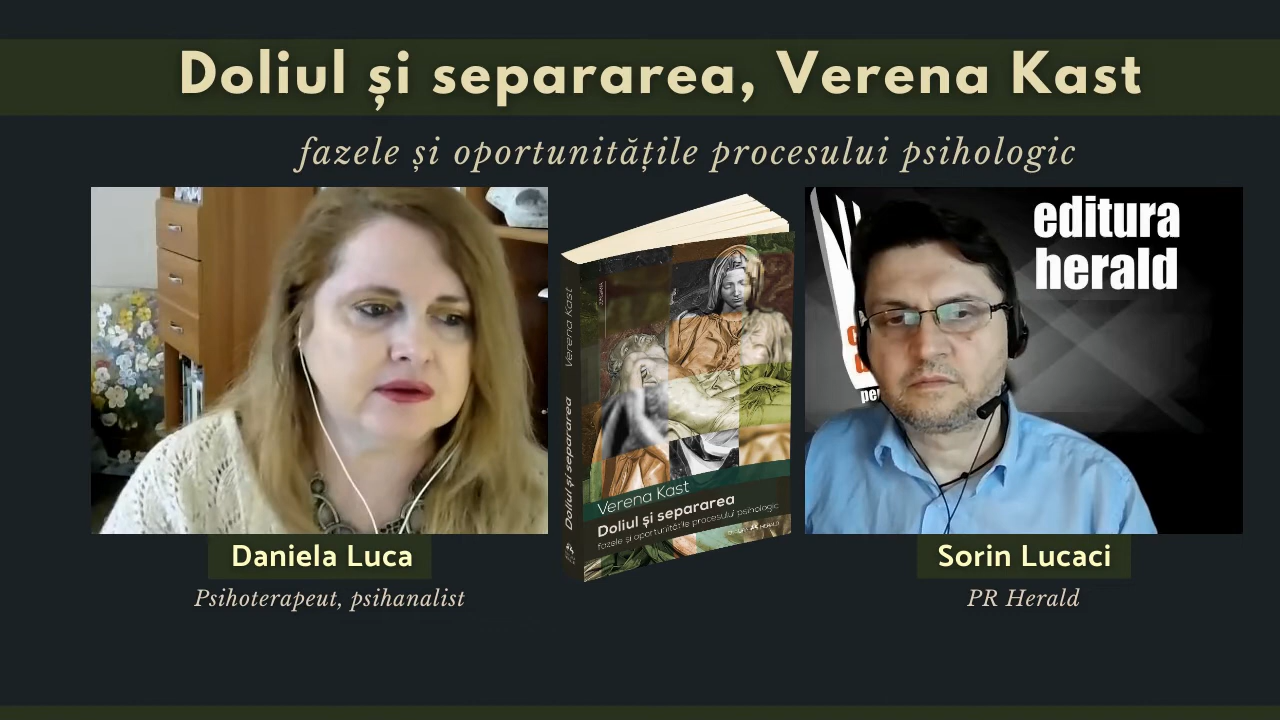 Doliul și separarea, Verena Kast
fazele și oportunitățile procesului psihologic
editura
herald
Verena Kast
Doliul și separarea
Verena Kast
Doliul și separarea
fazele și oportunitățile procesului psihologic
Daniela Luca
Psihoterapeut, psihanalist
Sorin Lucaci
PR Herald